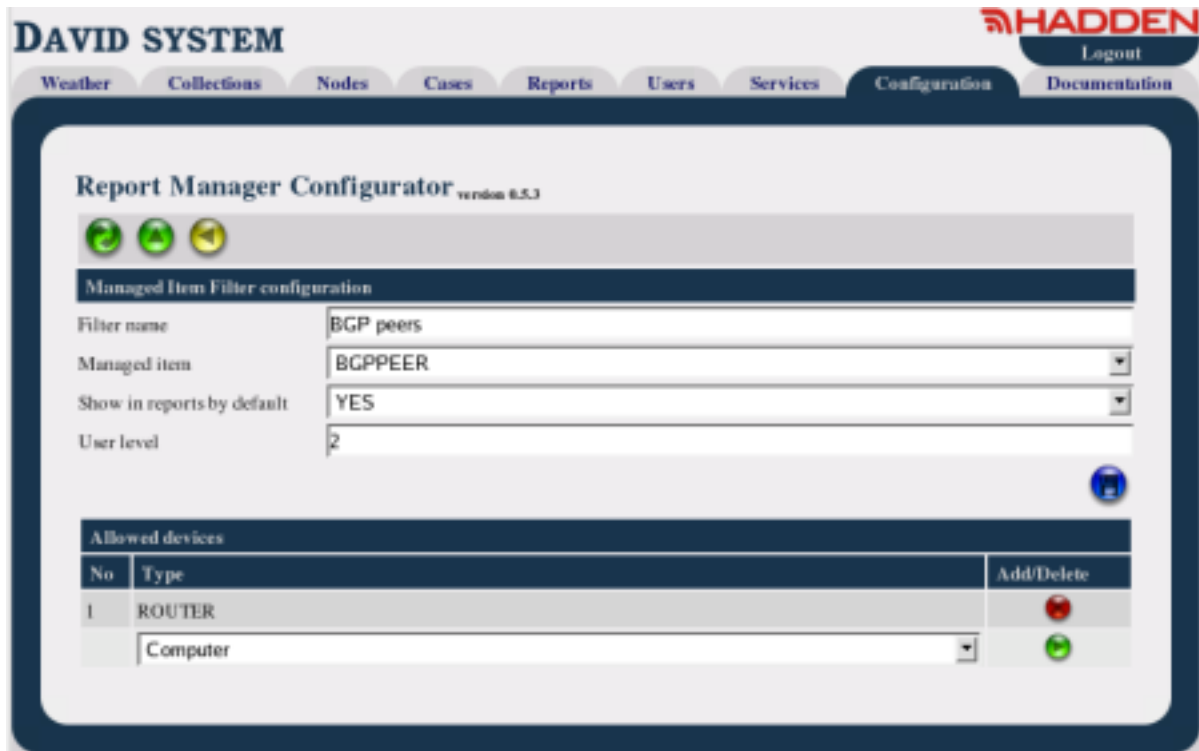 DAVID SYSTEM
HADDEN
Logout
Weather Collections Nodes Cases Reports Users Services Configuration Documentation
Report Manager Configurator version 0.5.3
Managed Item Filter configuration
Filter name BGP peers
Managed item BGPPEER
Show in reports by default YES
User level 2
Allowed devices
No Type Add/Delete
1 ROUTER
Computer